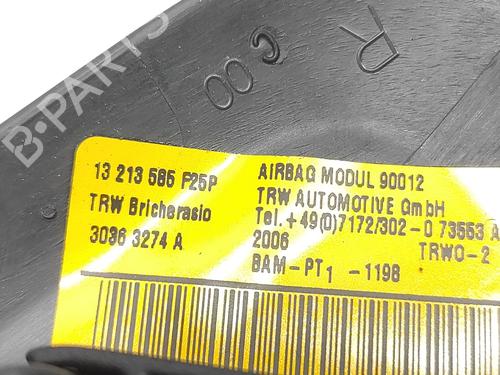 B-PARTS
C 00
R
13 213 585 F25P
TRW Bricherasio
3036 3274 A
AIRBAG MODUL 90012
TRW AUTOMOTIVE GmbH
Tel.+49(0)7172/302-0 73553 A
2006 TRWO-2
BAM-PT1 -1198